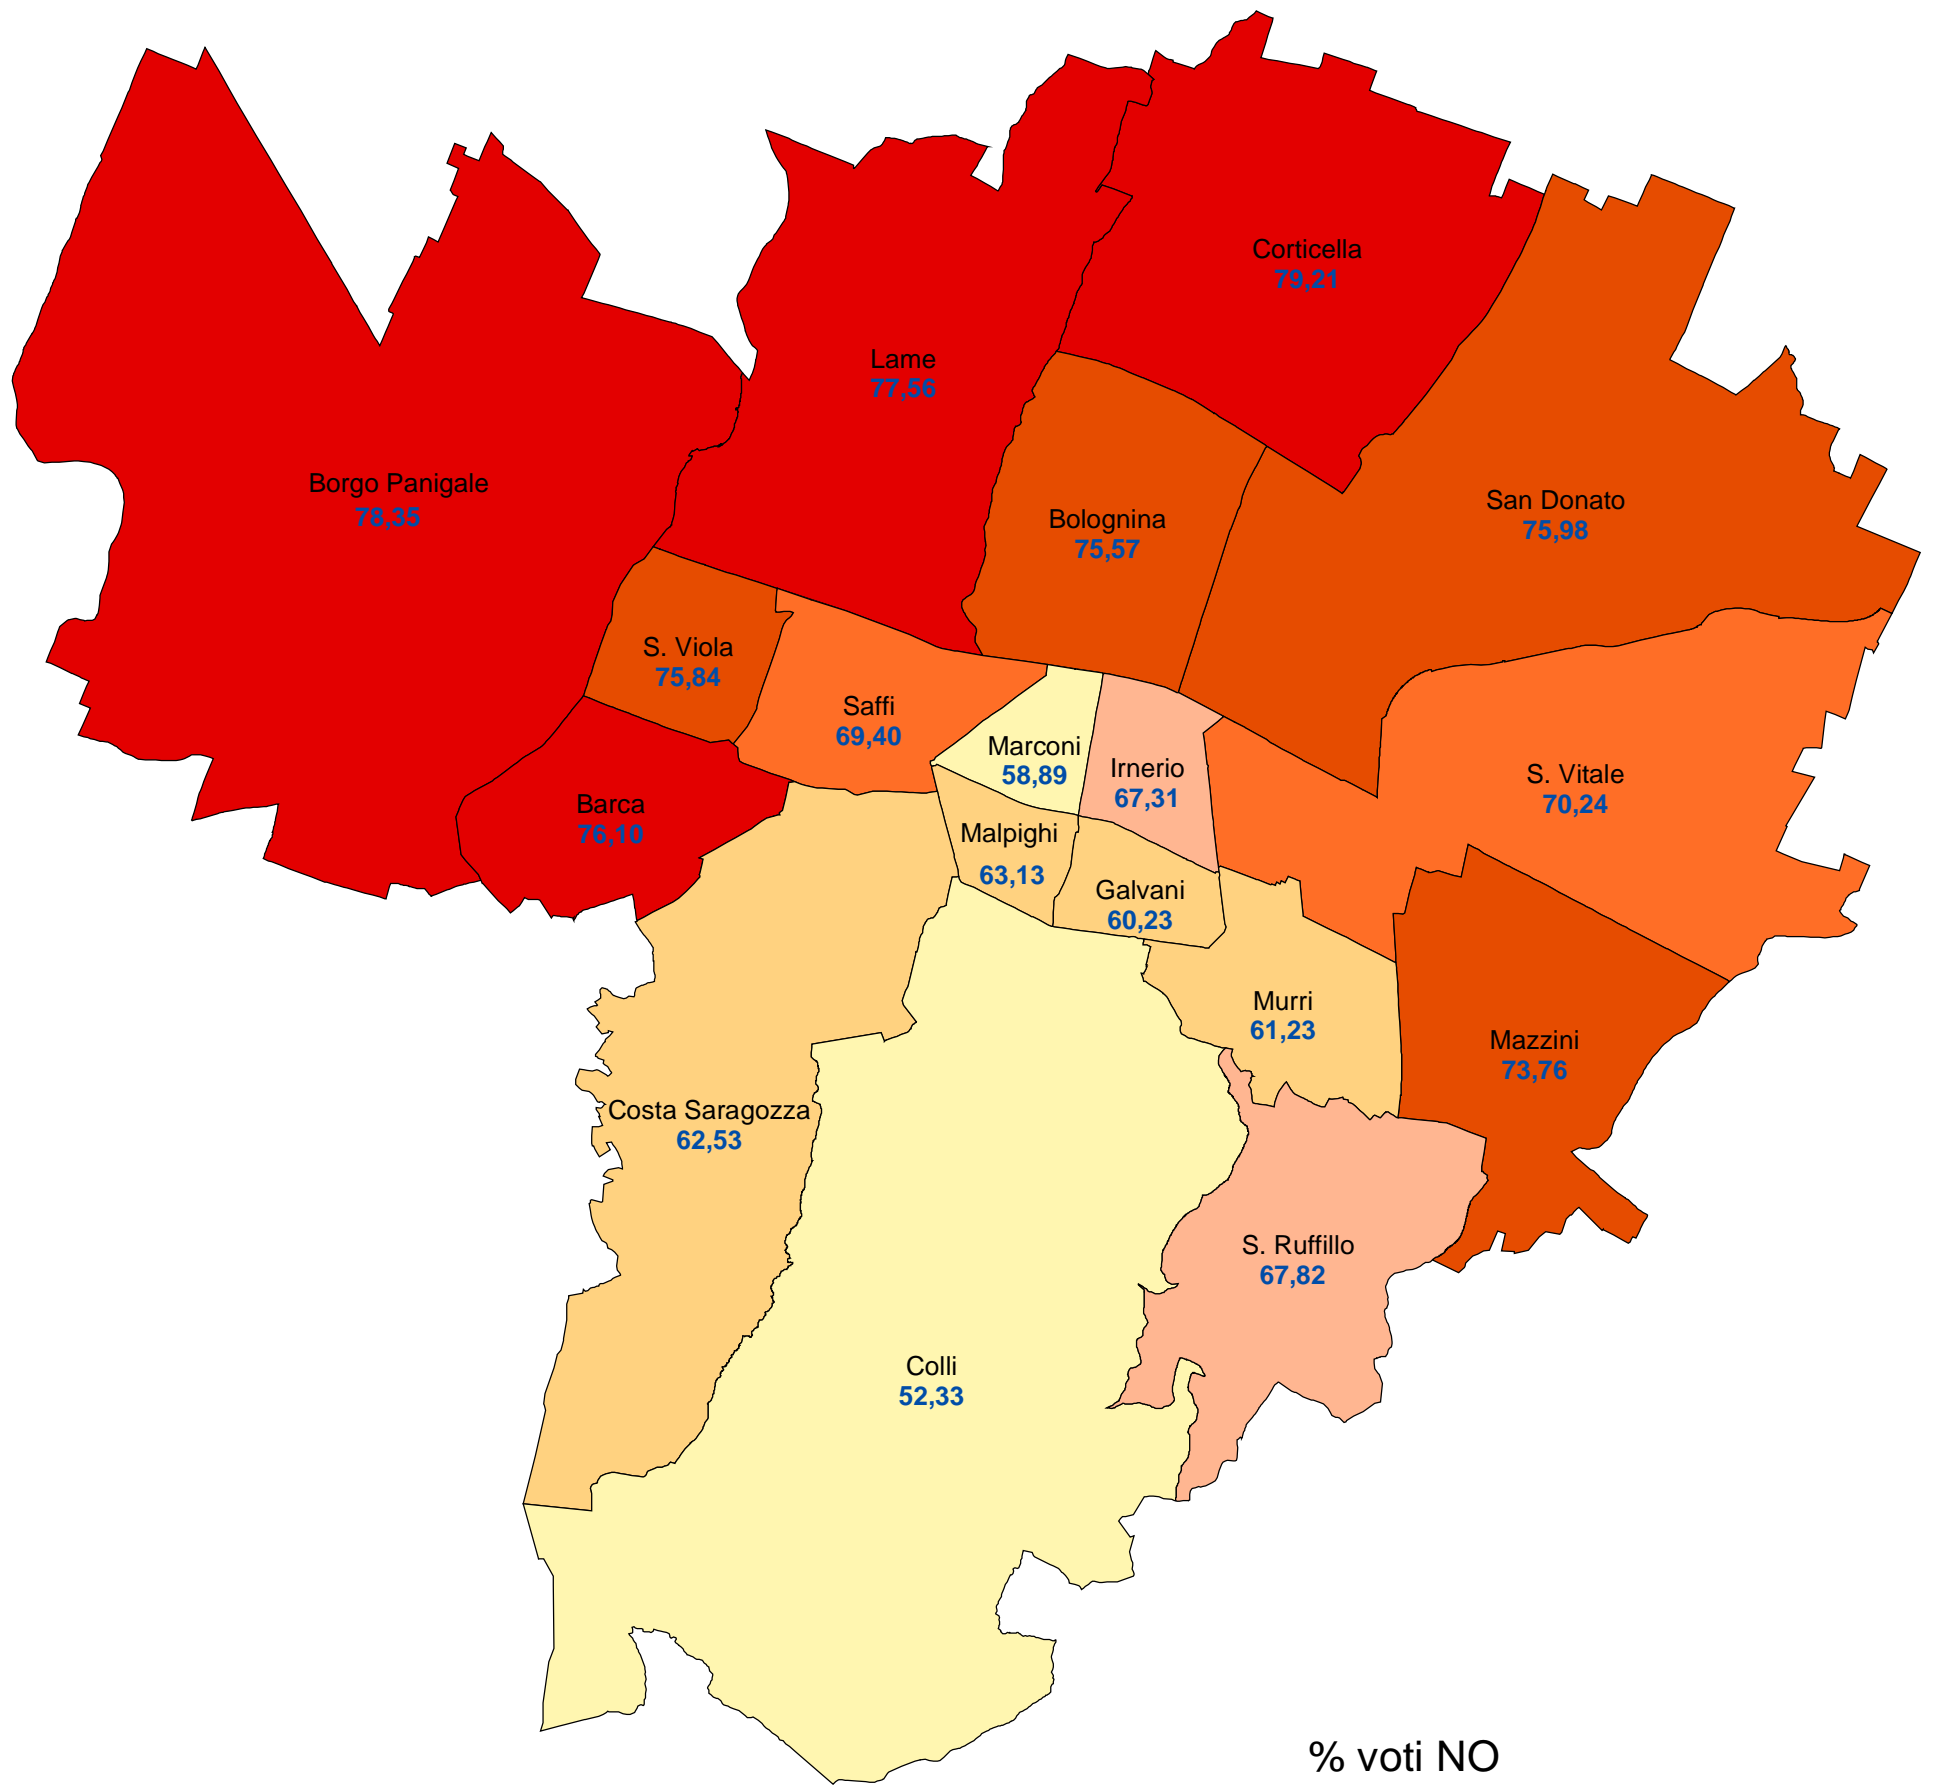 Corticella
79,21
Lame
77,56
Borgo Panigale
78,35
San Donato
75,98
Bolognina
75,57
S. Viola
75,84
Saffi
69,40
Marconi
58,89
Irnerio
67,31
S. Vitale
70,24
Barca
76,10
Malpighi
63,13
Galvani
60,23
Murri
61,23
Mazzini
73,76
Costa Saragozza
62,53
S. Ruffillo
67,82
Colli
52,33
% voti NO